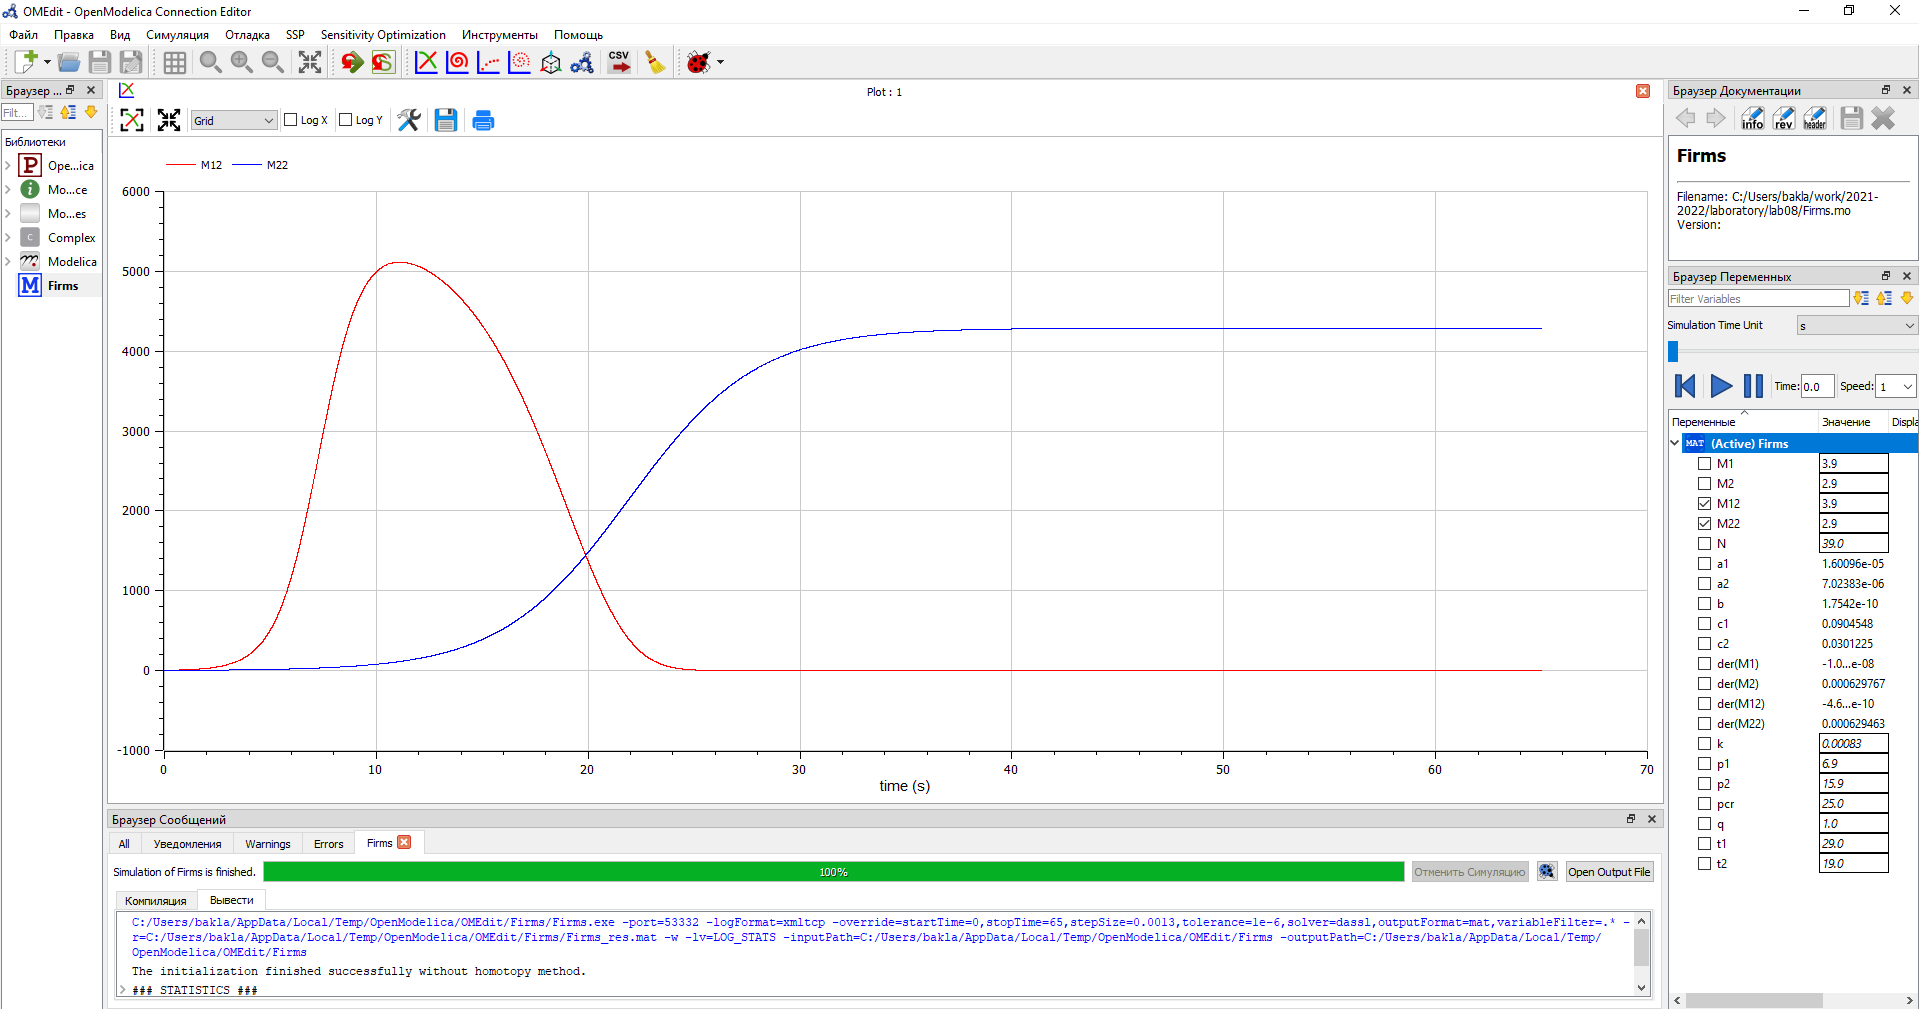 OMEdit - OpenModelica Connection Editor
Файл Правка Вид Симуляция Отладка SSP Sensitivity Optimization Инструменты Помощь
CSV
Браузер ...
Filt...
Библиотеки
P Ope...ica
i Mo...ce
Mo...es
C Complex
m Modelica
M Firms
Plot : 1
Grid Log X Log Y
M12 M22
6000
5000
4000
3000
2000
1000
0
-1000
0 10 20 30 40 50 60 70
time (s)
Браузер Сообщений
All Уведомления Warnings Errors Firms
Simulation of Firms is finished. 100% Отменить Симуляцию Open Output File
Компиляция Вывести
C:/Users/bakla/AppData/Local/Temp/OpenModelica/OMEdit/Firms/Firms.exe -port=53332 -logFormat=xmltcp -override=startTime=0,stopTime=65,stepSize=0.0013,tolerance=1e-6,solver=dassl,outputFormat=mat,variableFilter=.* -
r=C:/Users/bakla/AppData/Local/Temp/OpenModelica/OMEdit/Firms/Firms_res.mat -w -lv=LOG_STATS -inputPath=C:/Users/bakla/AppData/Local/Temp/OpenModelica/OMEdit/Firms -outputPath=C:/Users/bakla/AppData/Local/Temp/
OpenModelica/OMEdit/Firms
The initialization finished successfully without homotopy method.
### STATISTICS ###
Браузер Документации
info rev header
Firms
Filename: C:/Users/bakla/work/2021-
2022/laboratory/lab08/Firms.mo
Version:
Браузер Переменных
Filter Variables
Simulation Time Unit s
Time: 0.0 Speed: 1
Переменные Значение Displa
MAT (Active) Firms
M1 3.9
M2 2.9
M12 3.9
M22 2.9
N 39.0
a1 1.60096e-05
a2 7.02383e-06
b 1.7542e-10
c1 0.0904548
c2 0.0301225
der(M1) -1.0...e-08
der(M2) 0.000629767
der(M12) -4.6...e-10
der(M22) 0.000629463
k 0.00083
p1 6.9
p2 15.9
pcr 25.0
q 1.0
t1 29.0
t2 19.0